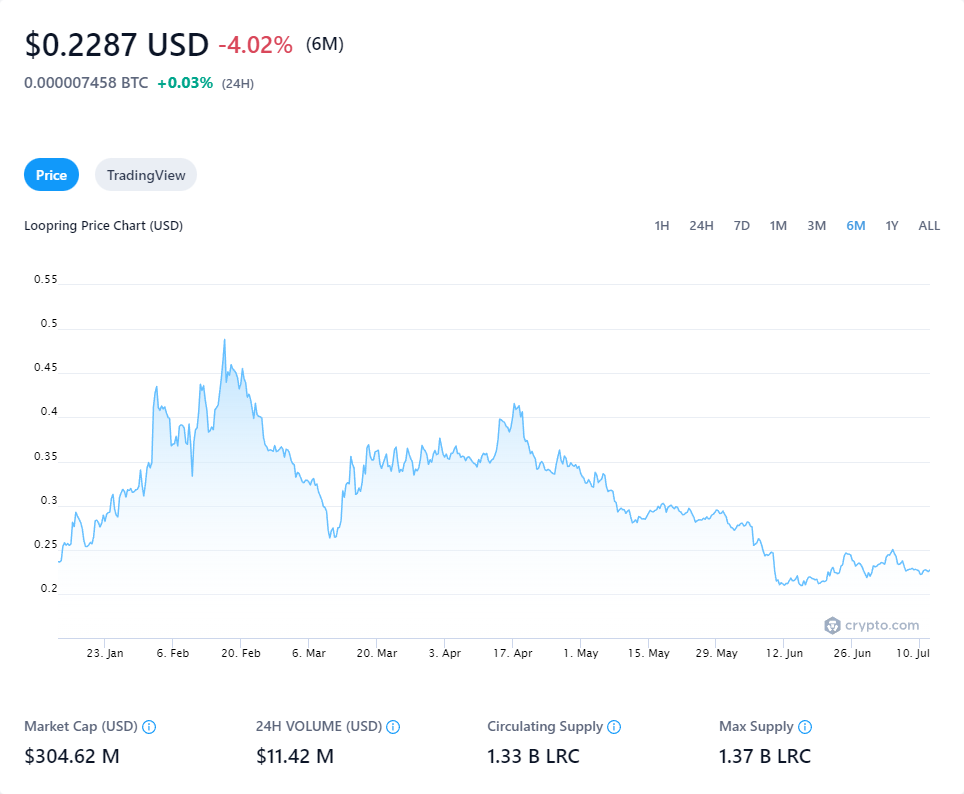 $0.2287 USD -4.02% (6M)
0.000007458 BTC +0.03% (24H)
Price TradingView
Loopring Price Chart (USD) 1H 24H 7D 1M 3M 6M 1Y ALL
0.55
0.5
0.45
0.4
0.35
0.3
0.25
0.2
crypto.com
23. Jan 6. Feb 20. Feb 6. Mar 20. Mar 3. Apr 17. Apr 1. May 15. May 29. May 12. Jun 26. Jun 10. Jul
Market Cap (USD) 24H VOLUME (USD) Circulating Supply Max Supply
$304.62 M $11.42 M 1.33 B LRC 1.37 B LRC